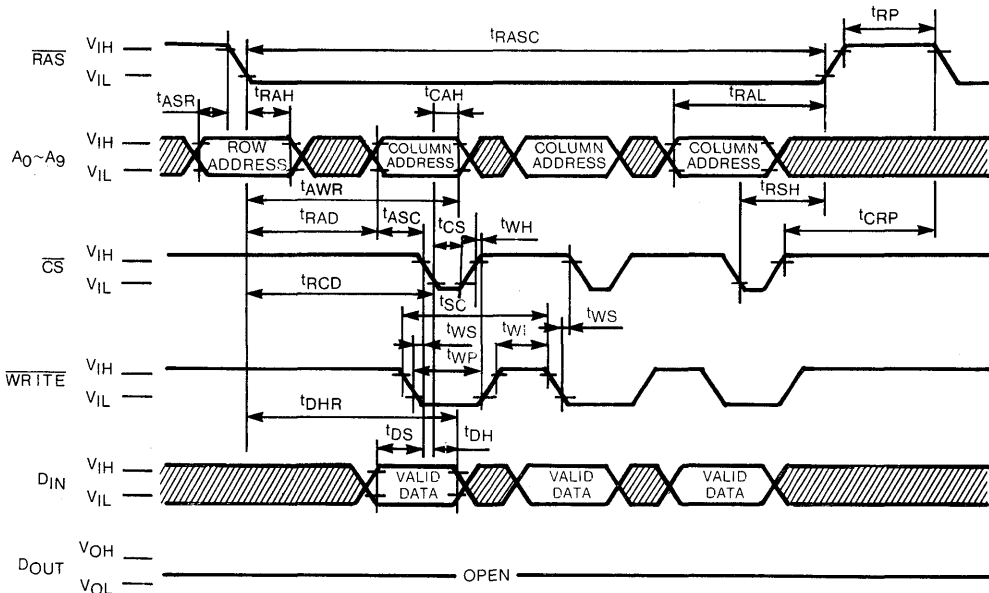 tRP
VIH
tRASC
RAS
VIL
tASR
tRAH
tCAH
tRAL
VIH
A0~A9
ROW ADDRESS
COLUMN ADDRESS
COLUMN ADDRESS
COLUMN ADDRESS
VIL
tAWR
tRSH
tRAD
tASC
tCS
tWH
tCRP
VIH
CS
VIL
tRCD
tSC
tWS
tWI
tWS
tWP
VIH
WRITE
VIL
tDHR
tDS
tDH
VIH
DIN
VALID DATA
VALID DATA
VALID DATA
VIL
VOH
DOUT
OPEN
VOL